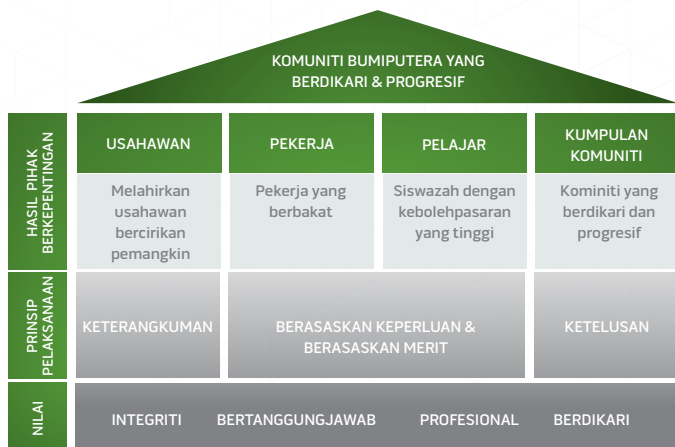 KOMUNITI BUMIPUTERA YANG
BERDIKARI & PROGRESIF
HASIL PIHAK
BERKEPENTINGAN
USAHAWAN
PEKERJA
PELAJAR
KUMPULAN
KOMUNITI
Melahirkan
usahawan
bercirikan
pemangkin
Pekerja yang
berbakat
Siswazah dengan
kebolehpasaran
yang tinggi
Kominiti yang
berdikari dan
progresif
PRINSIP
PELAKSANAAN
KETERANGKUMAN
BERASASKAN KEPERLUAN &
BERASASKAN MERIT
KETELUSAN
NILAI
INTEGRITI BERTANGGUNGJAWAB PROFESIONAL BERDIKARI